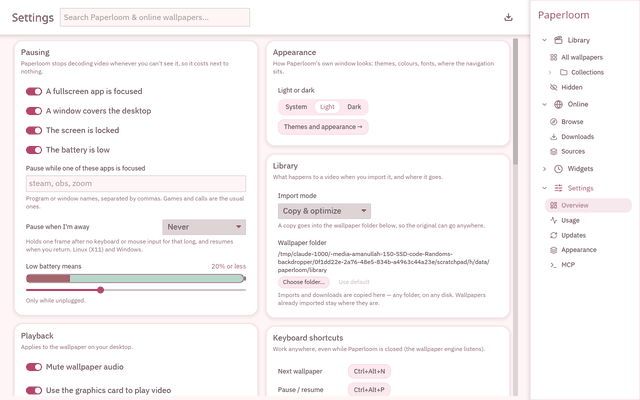 Settings
Search Paperloom & online wallpapers...
Pausing
Paperloom stops decoding video whenever you can't see it, so it costs next to
nothing.
A fullscreen app is focused
A window covers the desktop
The screen is locked
The battery is low
Pause while one of these apps is focused
steam, obs, zoom
Program or window names, separated by commas. Games and calls are the usual
ones.
Pause when I'm away
Never
Holds one frame after no keyboard or mouse input for that long, and resumes
when you return. Linux (X11) and Windows.
Low battery means
20% or less
Only while unplugged.
Playback
Applies to the wallpaper on your desktop.
Mute wallpaper audio
Use the graphics card to play video
Appearance
How Paperloom's own window looks: themes, colours, fonts, where the navigation
sits.
Light or dark
System
Light
Dark
Themes and appearance →
Library
What happens to a video when you import it, and where it goes.
Import mode
Copy & optimize
A copy goes into the wallpaper folder below, so the original can go anywhere.
Wallpaper folder
/tmp/claude-1000/-media-amanullah-150-SSD-code-Randoms-
backdropper/0f1dd22e-2a76-48e5-834b-a4963c44a23e/scratchpad/h/data/
paperloom/library
Choose folder...
Use default
Imports and downloads are copied here — any folder, on any disk. Wallpapers
already imported stay where they are.
Keyboard shortcuts
Work anywhere, even while Paperloom is closed (the wallpaper engine listens).
Next wallpaper
Ctrl+Alt+N
Pause / resume
Ctrl+Alt+P
Paperloom
Library
All wallpapers
Collections
Hidden
Online
Browse
Downloads
Sources
Widgets
Settings
Overview
Usage
Updates
Appearance
MCP